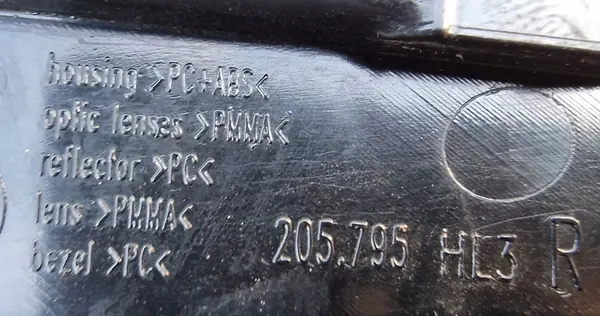 housing >PC+ABS<
optic lenses >PMMA<
reflector >PC<
lens >PMMA<
bezel >PC<
205.795 HL3 R